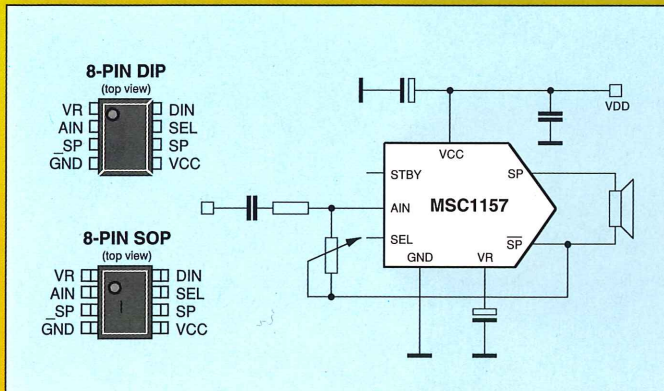 8-PIN DIP
(top view)
VR DIN
AIN SEL
_SP SP
GND VCC
8-PIN SOP
(top view)
VR DIN
AIN SEL
_SP SP
GND VCC
VDD
VCC
STBY SP
AIN MSC1157
SEL S̅P̅
GND VR